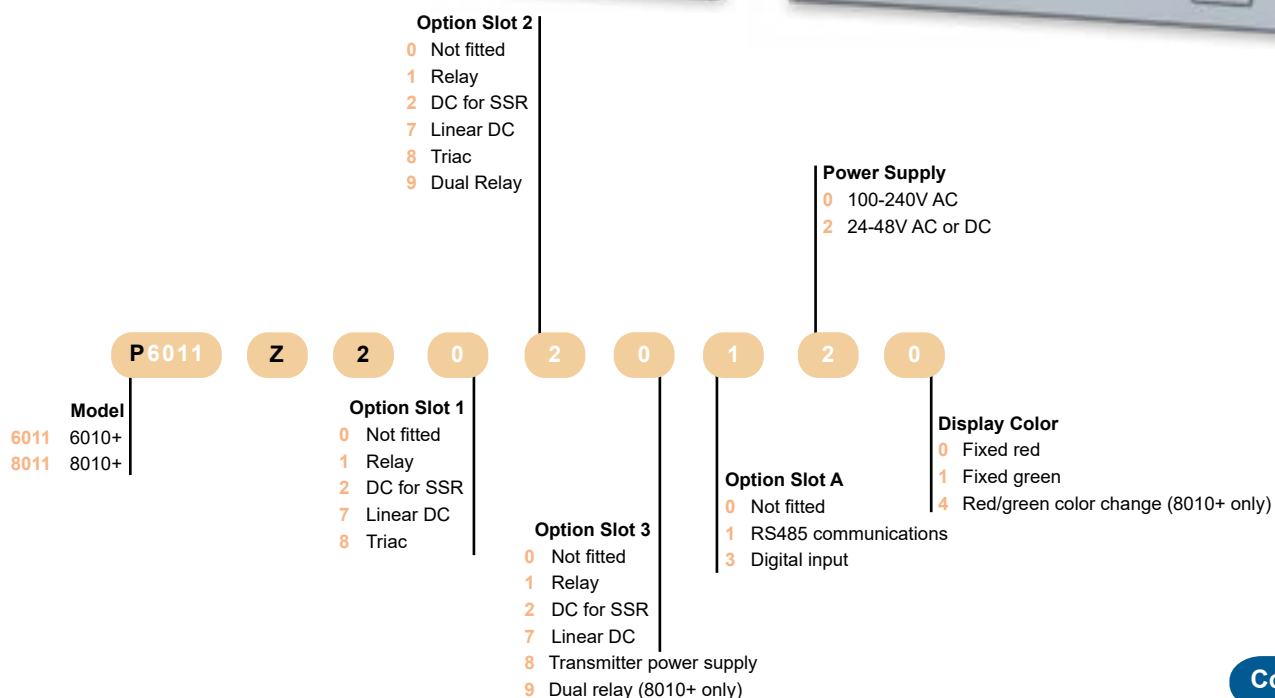 Option Slot 2
0 Not fitted
1 Relay
2 DC for SSR
7 Linear DC
8 Triac
9 Dual Relay
Power Supply
0 100-240V AC
2 24-48V AC or DC
P6011 Z 2 0 2 0 1 2 0
Model
6011 6010+
8011 8010+
Option Slot 1
0 Not fitted
1 Relay
2 DC for SSR
7 Linear DC
8 Triac
Option Slot 3
0 Not fitted
1 Relay
2 DC for SSR
7 Linear DC
8 Transmitter power supply
9 Dual relay (8010+ only)
Option Slot A
0 Not fitted
1 RS485 communications
3 Digital input
Display Color
0 Fixed red
1 Fixed green
4 Red/green color change (8010+ only)